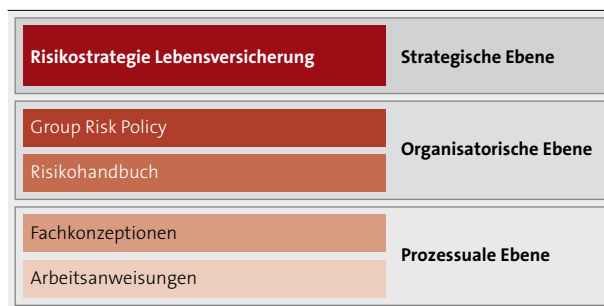 Risikostrategie Lebensversicherung
Strategische Ebene
Group Risk Policy
Risikohandbuch
Organisatorische Ebene
Fachkonzeptionen
Arbeitsanweisungen
Prozessuale Ebene